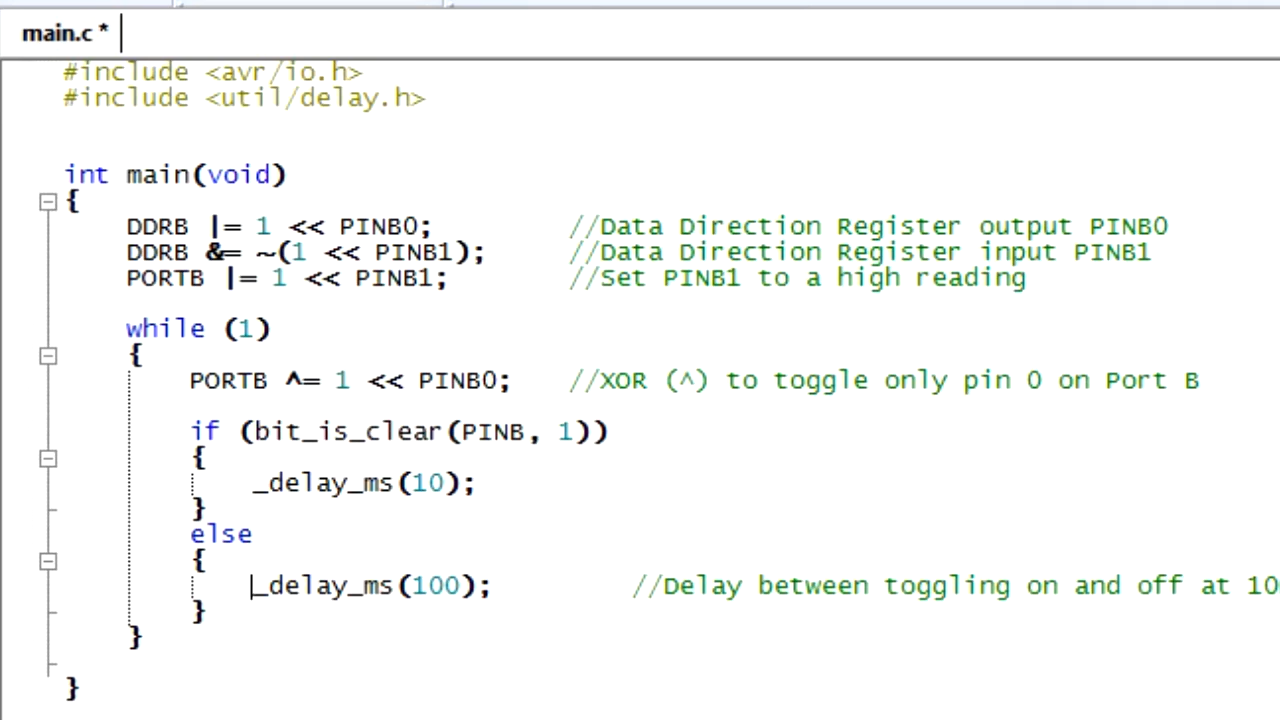 main.c *
#include <avr/io.h>
#include <util/delay.h>
int main(void)
{
DDRB |= 1 << PINB0; //Data Direction Register output PINB0
DDRB &= ~(1 << PINB1); //Data Direction Register input PINB1
PORTB |= 1 << PINB1; //Set PINB1 to a high reading
while (1)
{
PORTB ^= 1 << PINB0; //XOR (^) to toggle only pin 0 on Port B
if (bit_is_clear(PINB, 1))
{
_delay_ms(10);
}
else
{
_delay_ms(100); //Delay between toggling on and off at
}
}
}